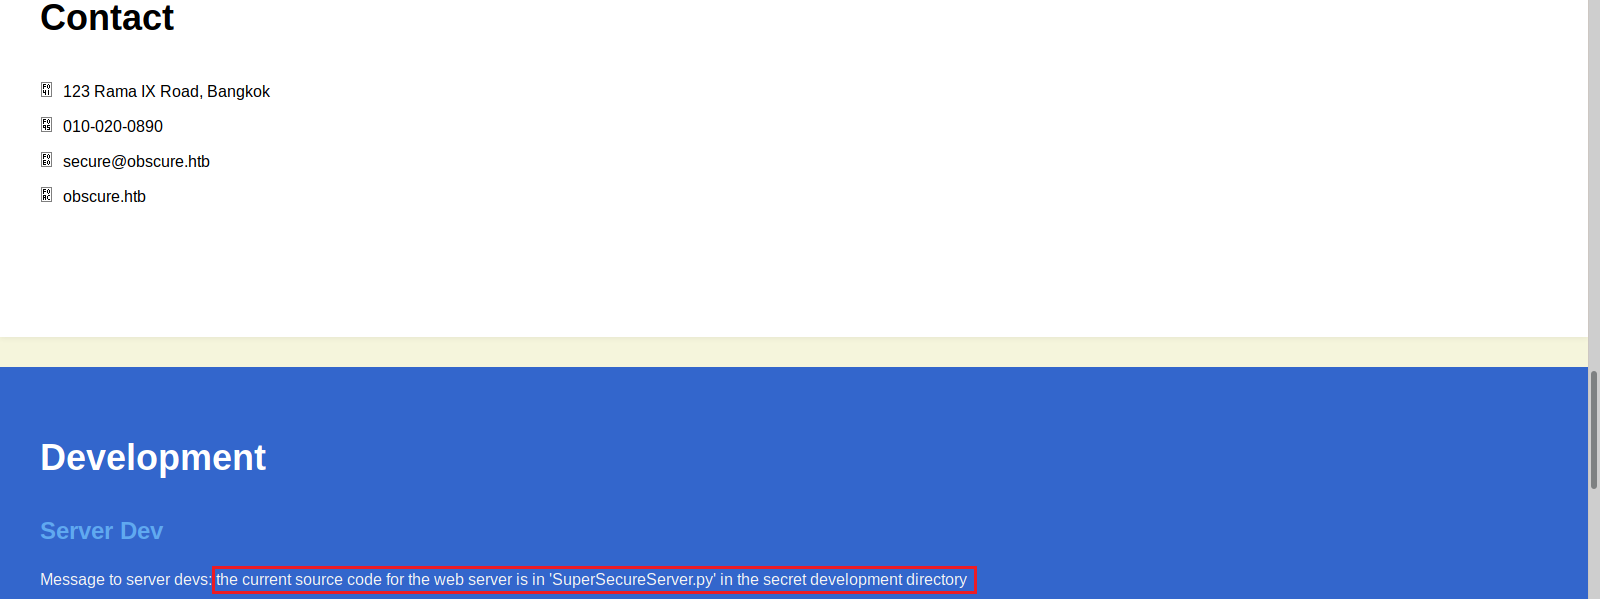 Contact
123 Rama IX Road, Bangkok
010-020-0890
secure@obscure.htb
obscure.htb
Development
Server Dev
Message to server devs: the current source code for the web server is in 'SuperSecureServer.py' in the secret development directory